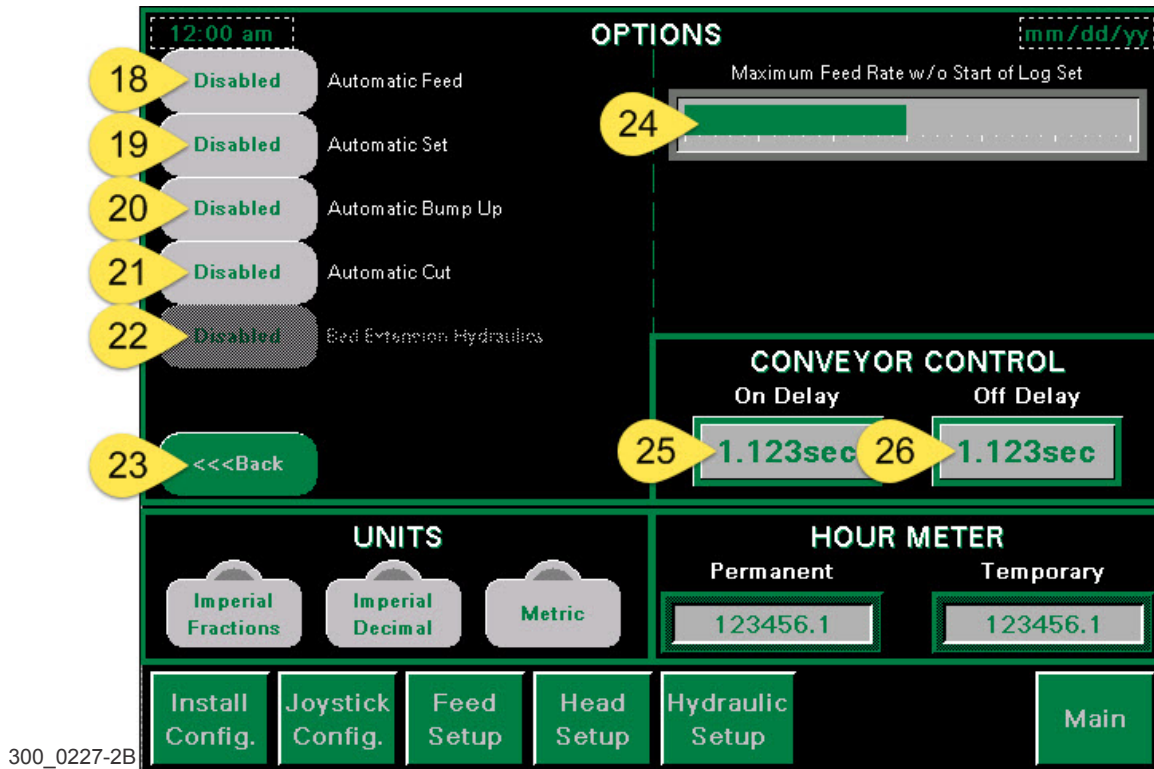 12:00 am
OPTIONS
mm/dd/yy
18
Disabled
Automatic Feed
19
Disabled
Automatic Set
20
Disabled
Automatic Bump Up
21
Disabled
Automatic Cut
22
Disabled
Bed Extension Hydraulics
23
<<<Back
Maximum Feed Rate w/o Start of Log Set
24
CONVEYOR CONTROL
On Delay
Off Delay
25
1.123sec
26
1.123sec
UNITS
Imperial
Fractions
Imperial
Decimal
Metric
HOUR METER
Permanent
Temporary
123456.1
123456.1
Install
Config.
Joystick
Config.
Feed
Setup
Head
Setup
Hydraulic
Setup
Main
300_0227-2B